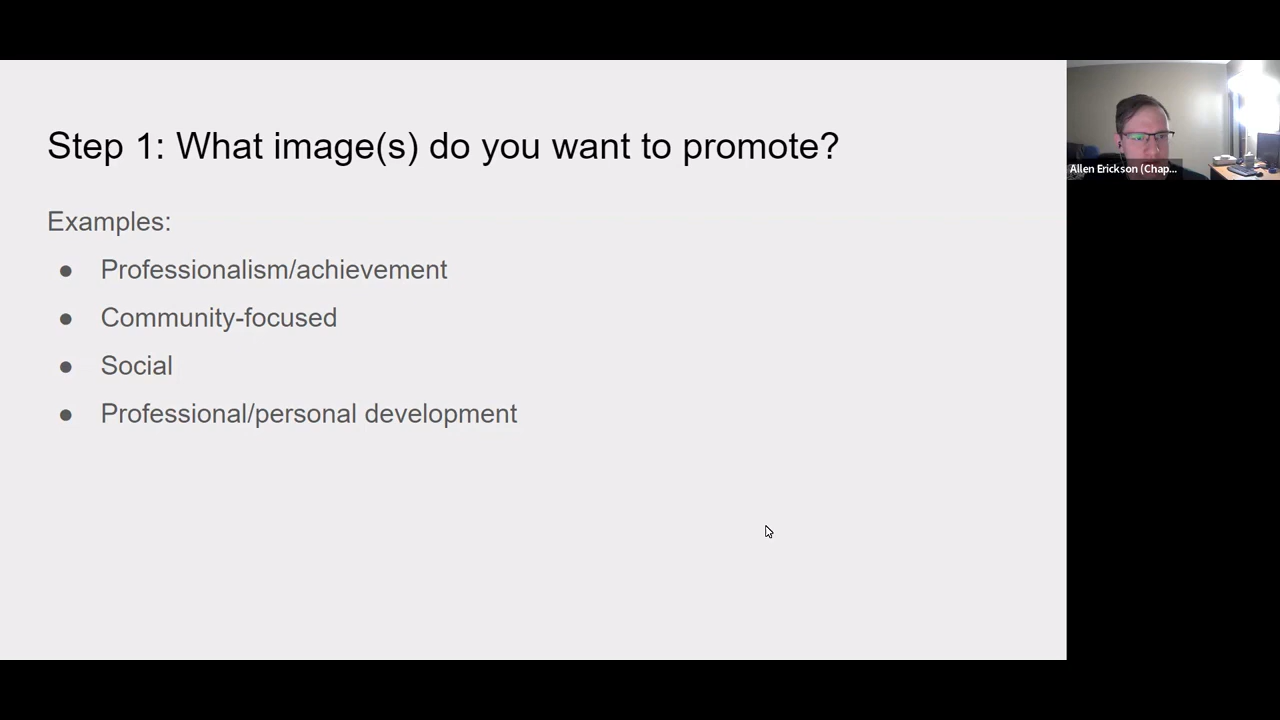 Step 1: What image(s) do you want to promote?
Examples:
● Professionalism/achievement
● Community-focused
● Social
● Professional/personal development
Allen Erickson (Chap...